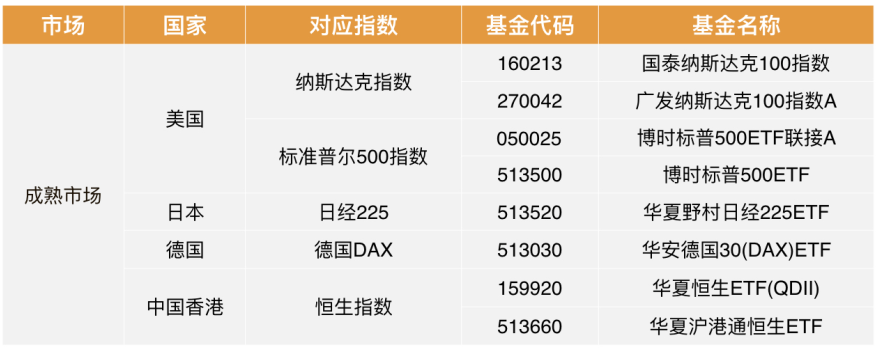 市场 国家 对应指数 基金代码 基金名称
成熟市场 美国 纳斯达克指数 160213 国泰纳斯达克100指数
270042 广发纳斯达克100指数A
标准普尔500指数 050025 博时标普500ETF联接A
513500 博时标普500ETF
日本 日经225 513520 华夏野村日经225ETF
德国 德国DAX 513030 华安德国30(DAX)ETF
中国香港 恒生指数 159920 华夏恒生ETF(QDII)
513660 华夏沪港通恒生ETF